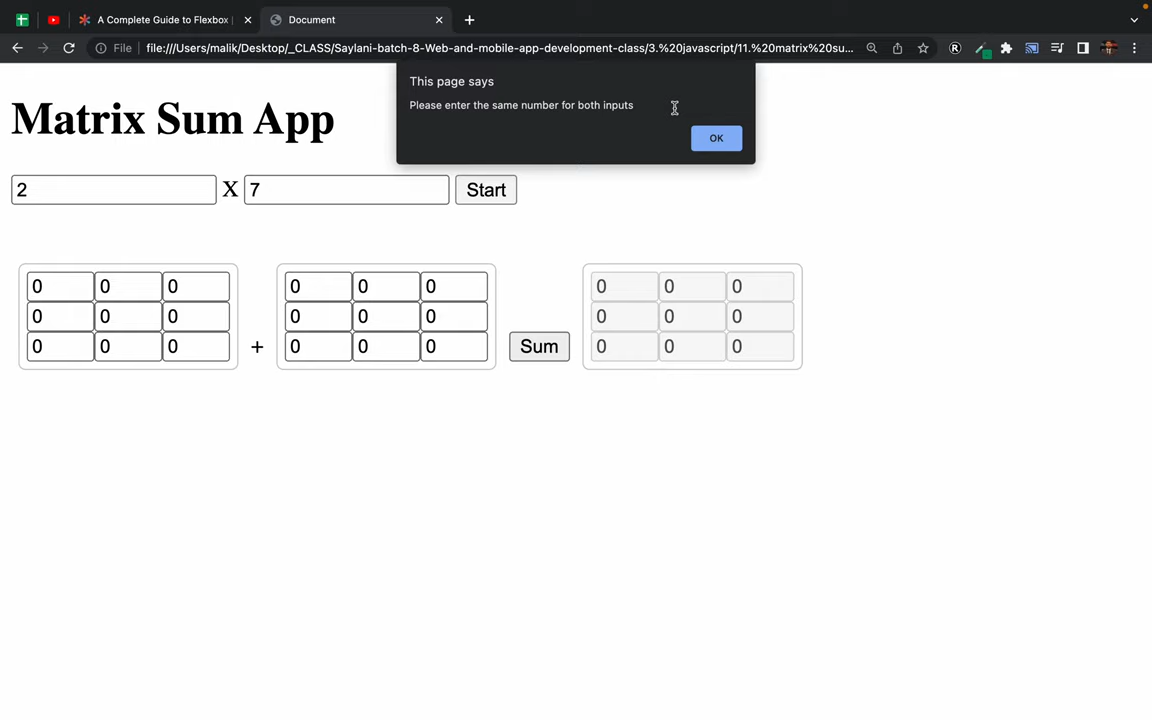 A Complete Guide to Flexbox |
Document
File
file:///Users/malik/Desktop/_CLASS/Saylani-batch-8-Web-and-mobile-app-development-class/3.%20javascript/11.%20matrix%20su...
This page says
Please enter the same number for both inputs
OK
Matrix Sum App
2 X 7 Start
0 0 0 0 0 0 0 0 0
0 0 0 0 0 0 0 0 0
0 0 0 + 0 0 0 Sum 0 0 0